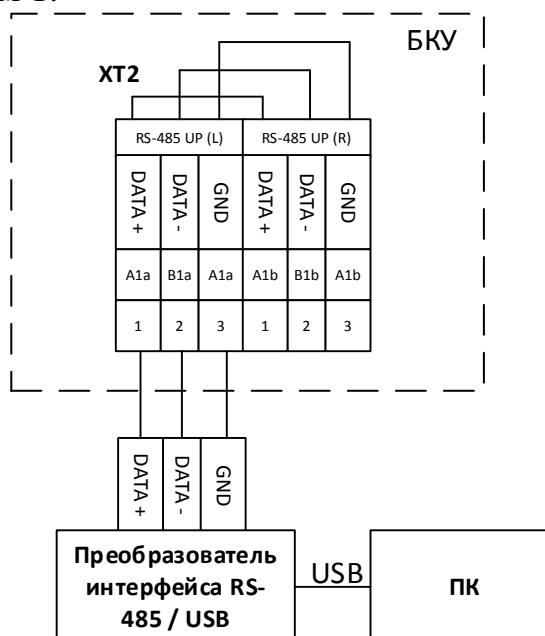 БКУ
XT2
RS-485 UP (L) RS-485 UP (R)
DATA + DATA - GND DATA + DATA - GND
A1a B1a A1a A1b B1b A1b
1 2 3 1 2 3
DATA + DATA - GND
Преобразователь
интерфейса RS-
485 / USB
USB
ПК